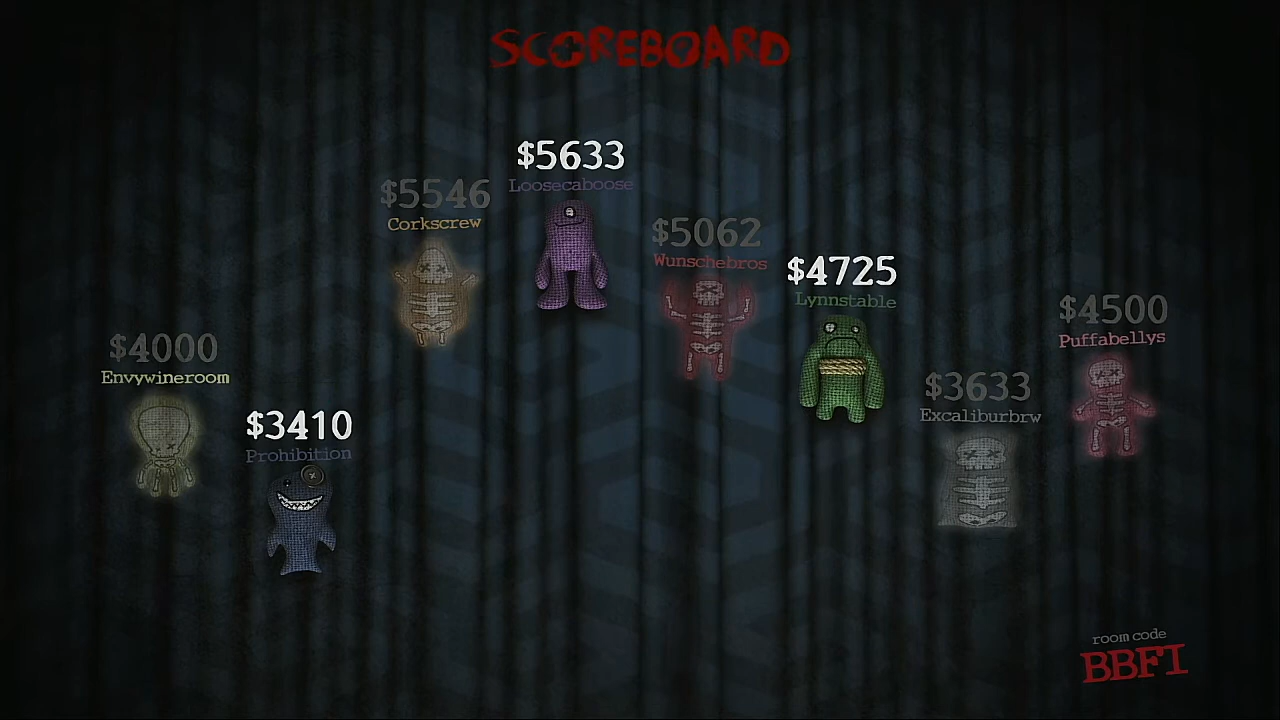 SCOREBOARD
$4000
Envywineroom
$3410
Prohibition
$5546
Corkscrew
$5633
Loosecaboose
$5062
Wunschebros
$4725
Lynnstable
$3633
Excaliburbrw
$4500
Puffabellys
room code
BBFI